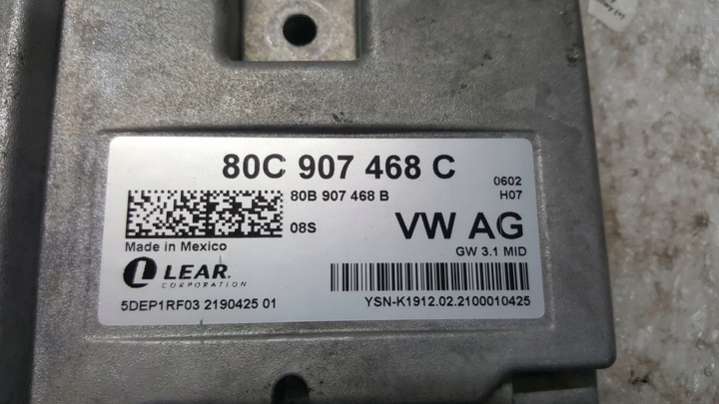 80C 907 468 C
80B 907 468 B
0602
H07
08S
VW AG
GW 3.1 MID
Made in Mexico
LEAR.
CORPORATION
5DEP1RF03 2190425 01
YSN-K1912.02.2100010425